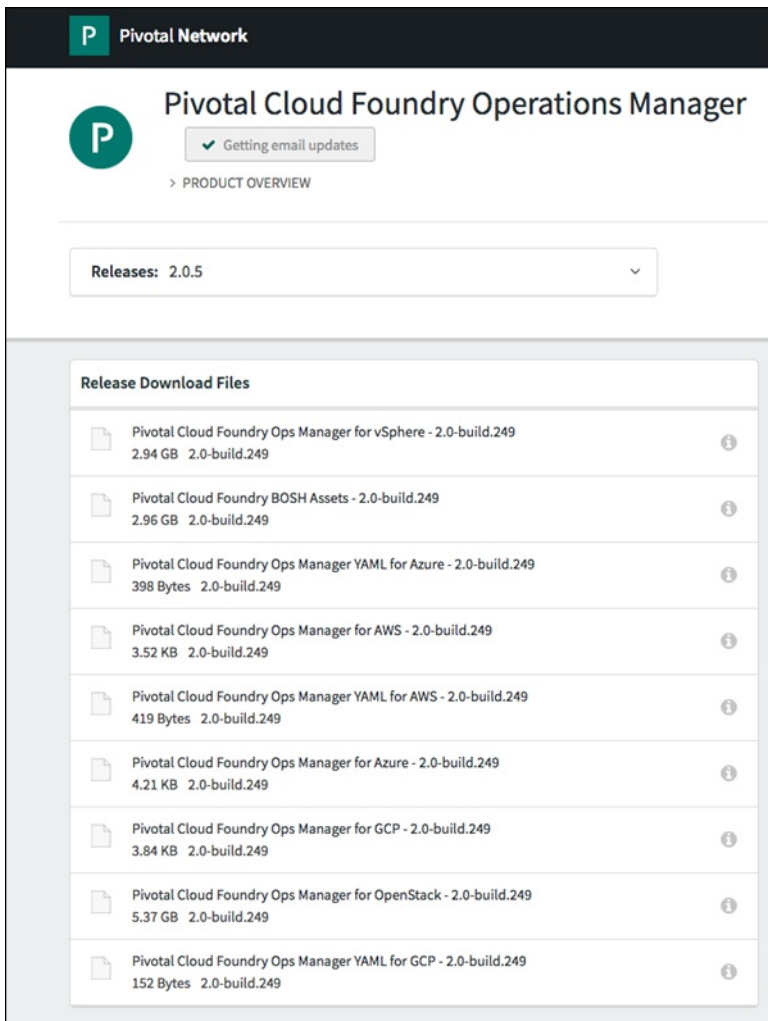 P Pivotal Network
P
Pivotal Cloud Foundry Operations Manager
✔ Getting email updates
> PRODUCT OVERVIEW
Releases: 2.0.5
Release Download Files
Pivotal Cloud Foundry Ops Manager for vSphere - 2.0-build.249
2.94 GB 2.0-build.249
Pivotal Cloud Foundry BOSH Assets - 2.0-build.249
2.96 GB 2.0-build.249
Pivotal Cloud Foundry Ops Manager YAML for Azure - 2.0-build.249
398 Bytes 2.0-build.249
Pivotal Cloud Foundry Ops Manager for AWS - 2.0-build.249
3.52 KB 2.0-build.249
Pivotal Cloud Foundry Ops Manager YAML for AWS - 2.0-build.249
419 Bytes 2.0-build.249
Pivotal Cloud Foundry Ops Manager for Azure - 2.0-build.249
4.21 KB 2.0-build.249
Pivotal Cloud Foundry Ops Manager for GCP - 2.0-build.249
3.84 KB 2.0-build.249
Pivotal Cloud Foundry Ops Manager for OpenStack - 2.0-build.249
5.37 GB 2.0-build.249
Pivotal Cloud Foundry Ops Manager YAML for GCP - 2.0-build.249
152 Bytes 2.0-build.249